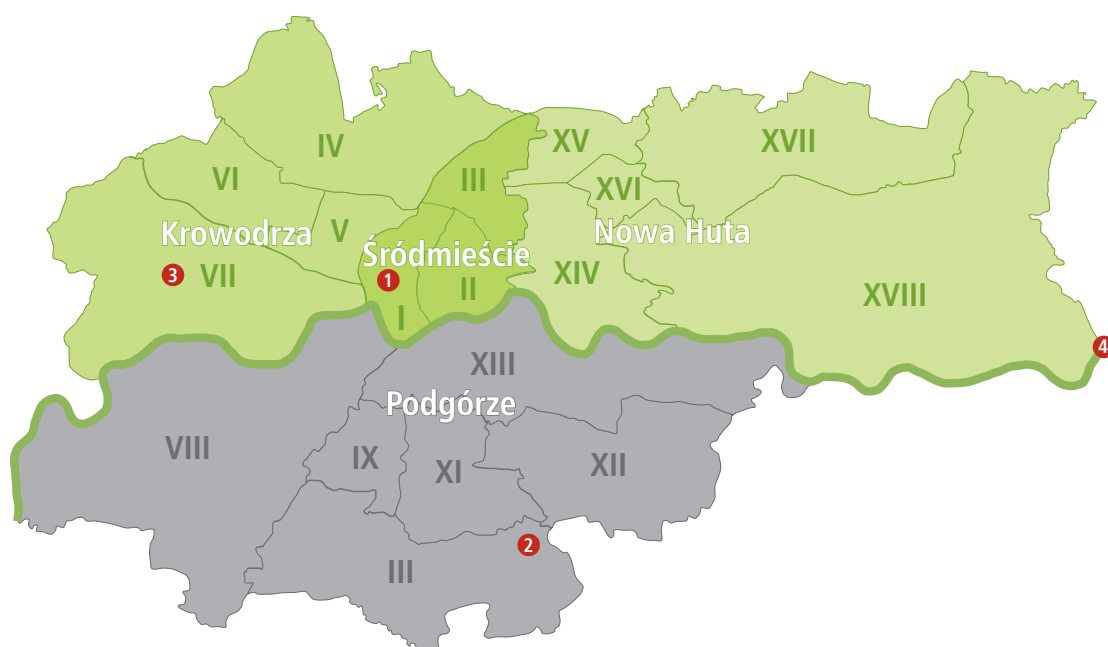 IV
XV
XVII
VI
III
XVI
V
Krowodrza
Śródmieście
Nowa Huta
3
VII
1
II
XIV
XVIII
I
4
XIII
Podgórze
VIII
IX
XI
XII
2
III